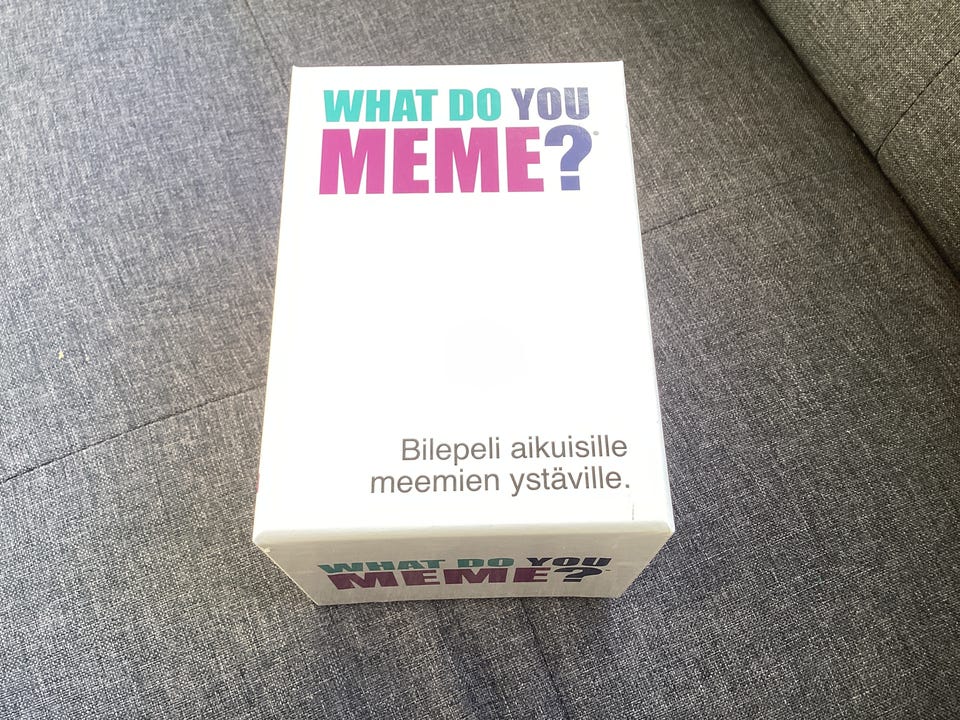 WHAT DO YOU
MEME?®
Bilepeli aikuisille
meemien ystäville.
WHAT DO YOU
MEME?